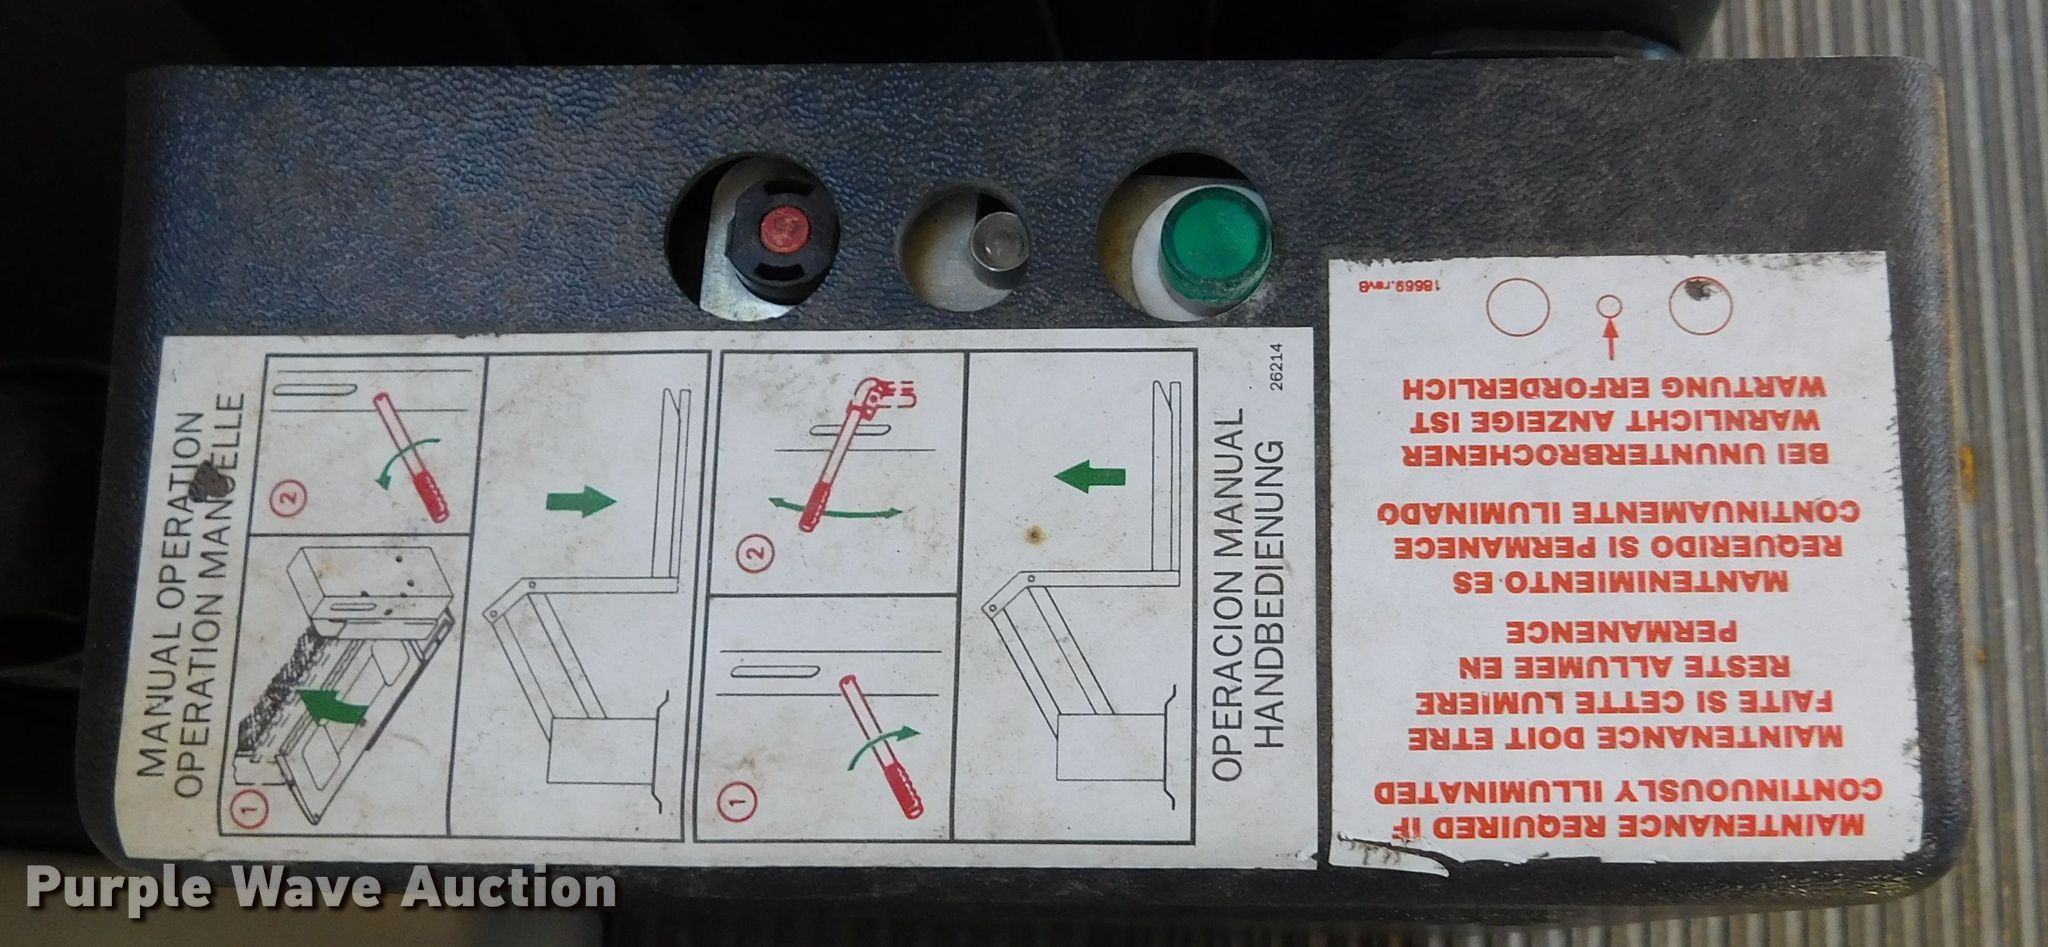 MANUAL OPERATION
OPERATION MANUELLE
1
2
1
2
OPERACION MANUAL
HANDBEDIENUNG
26214
MAINTENANCE REQUIRED IF
CONTINUOUSLY ILLUMINATED
MAINTENANCE DOIT ETRE
FAITE SI CETTE LUMIERE
RESTE ALLUMEE EN
PERMANENCE
MANTENIMIENTO ES
REQUERIDO SI PERMANECE
CONTINUAMENTE ILUMINADO
BEI UNUNTERBROCHENER
WARNLICHT ANZEIGE IST
WARTUNG ERFORDERLICH
18669.revB
Purple Wave Auction